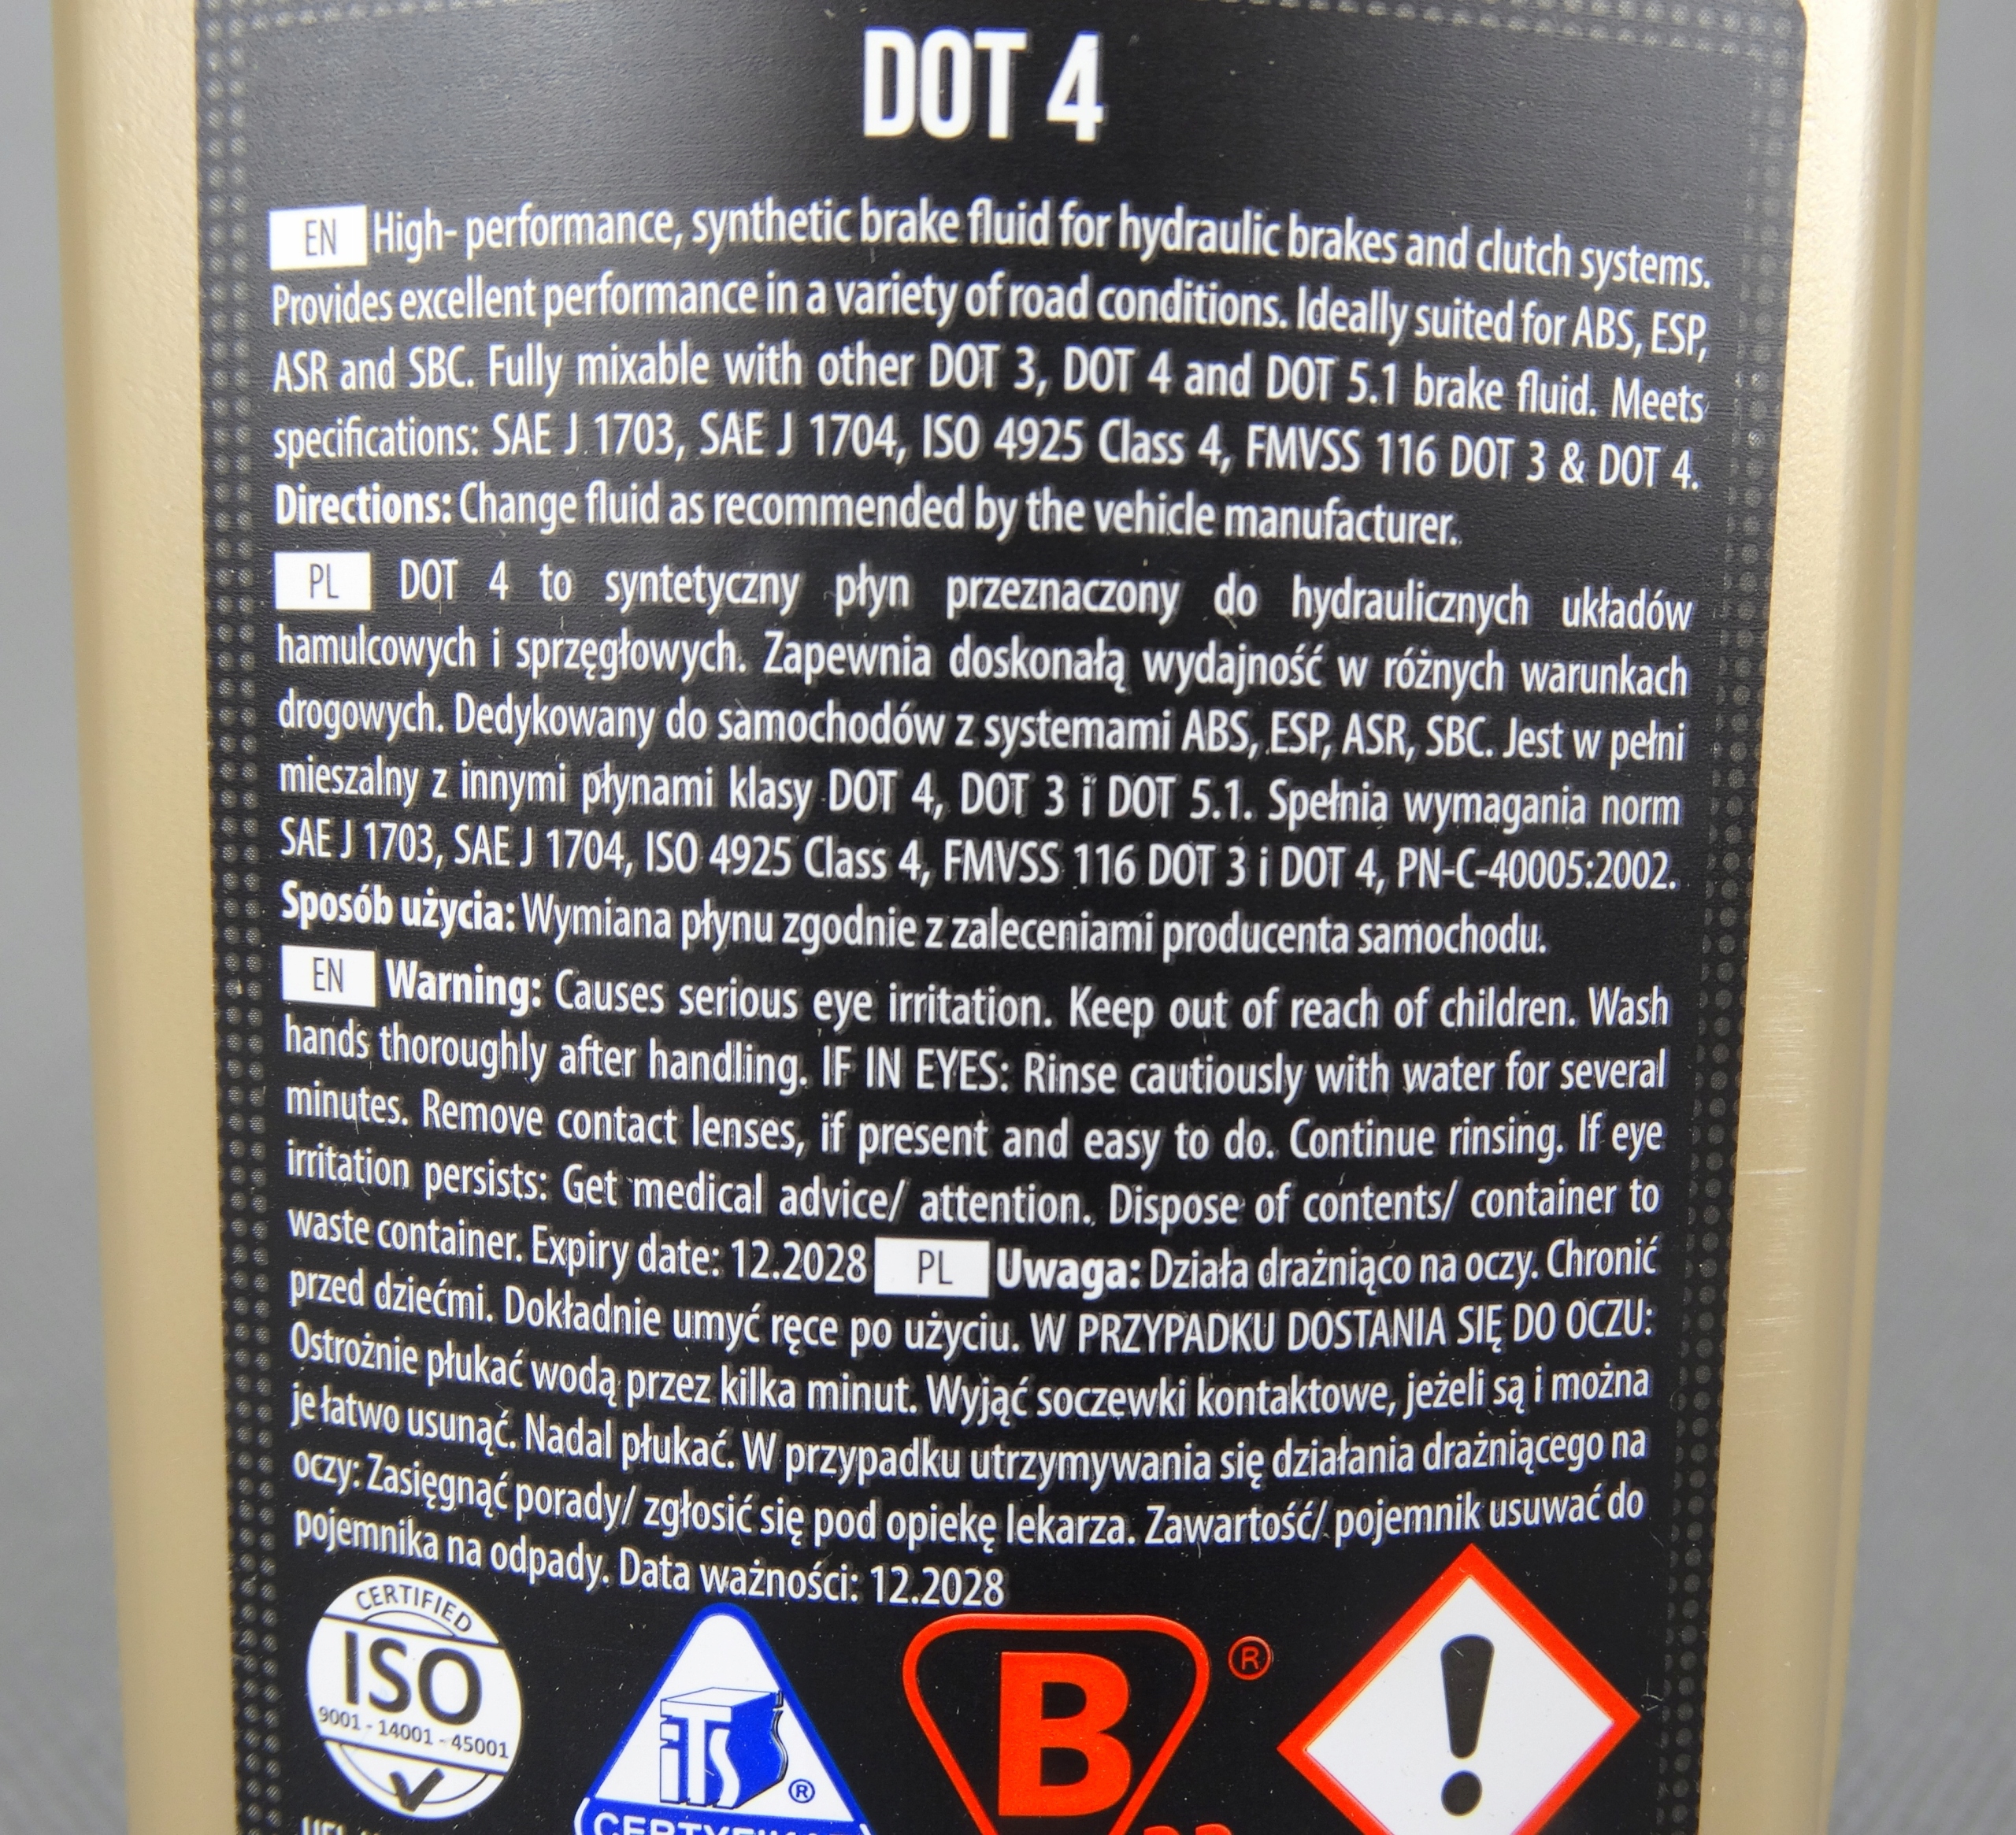 DOT 4
EN High- performance, synthetic brake fluid for hydraulic brakes and clutch systems.
Provides excellent performance in a variety of road conditions. Ideally suited for ABS, ESP,
ASR and SBC. Fully mixable with other DOT 3, DOT 4 and DOT 5.1 brake fluid. Meets
specifications: SAE J 1703, SAE J 1704, ISO 4925 Class 4, FMVSS 116 DOT 3 & DOT 4.
Directions: Change fluid as recommended by the vehicle manufacturer.
PL DOT 4 to syntetyczny płyn przeznaczony do hydraulicznych układów
hamulcowych i sprzęgłowych. Zapewnia doskonałą wydajność w różnych warunkach
drogowych. Dedykowany do samochodów z systemami ABS, ESP, ASR, SBC. Jest w pełni
mieszalny z innymi płynami klasy DOT 4, DOT 3 i DOT 5.1. Spełnia wymagania norm
SAE J 1703, SAE J 1704, ISO 4925 Class 4, FMVSS 116 DOT 3 i DOT 4, PN-C-40005:2002.
Sposób użycia: Wymiana płynu zgodnie z zaleceniami producenta samochodu.
EN Warning: Causes serious eye irritation. Keep out of reach of children. Wash
hands thoroughly after handling. IF IN EYES: Rinse cautiously with water for several
minutes. Remove contact lenses, if present and easy to do. Continue rinsing. If eye
irritation persists: Get medical advice/ attention. Dispose of contents/ container to
waste container. Expiry date: 12.2028 PL Uwaga: Działa drażniąco na oczy. Chronić
przed dziećmi. Dokładnie umyć ręce po użyciu. W PRZYPADKU DOSTANIA SIĘ DO OCZU:
Ostrożnie płukać wodą przez kilka minut. Wyjąć soczewki kontaktowe, jeżeli są i można
je łatwo usunąć. Nadal płukać. W przypadku utrzymywania się działania drażniącego na
oczy: Zasięgnąć porady/ zgłosić się pod opiekę lekarza. Zawartość/ pojemnik usuwać do
pojemnika na odpady. Data ważności: 12.2028
CERTIFIED
ISO
9001 - 14001 - 45001
iTS ®
B ®